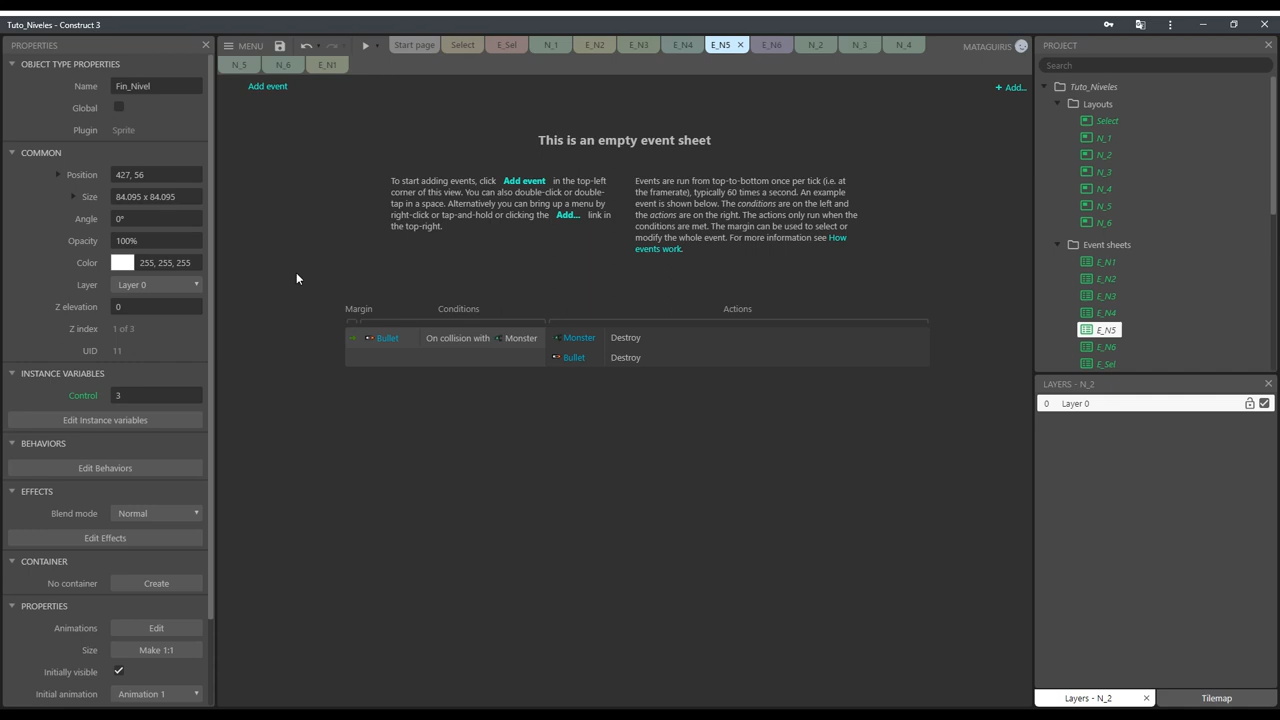 Tuto_Niveles - Construct 3
PROPERTIES
OBJECT TYPE PROPERTIES
Name Fin_Nivel
Global
Plugin Sprite
COMMON
Position 427, 56
Size 84.095 x 84.095
Angle 0°
Opacity 100%
Color 255, 255, 255
Layer Layer 0
Z elevation 0
Z index 1 of 3
UID 11
INSTANCE VARIABLES
Control 3
Edit Instance variables
BEHAVIORS
Edit Behaviors
EFFECTS
Blend mode Normal
Edit Effects
CONTAINER
No container Create
PROPERTIES
Animations Edit
Size Make 1:1
Initially visible
Initial animation Animation 1
MENU
Start page Select E_Sel N_1 E_N2 E_N3 E_N4 E_N5 E_N6 N_2 N_3 N_4
MATAGUIRIS
N_5 N_6 E_N1
Add event
+ Add...
This is an empty event sheet
To start adding events, click Add event in the top-left
corner of this view. You can also double-click or double-
tap in a space. Alternatively you can bring up a menu by
right-click or tap-and-hold or clicking the Add... link in
the top-right.
Events are run from top-to-bottom once per tick (i.e. at
the framerate), typically 60 times a second. An example
event is shown below. The conditions are on the left and
the actions are on the right. The actions only run when the
conditions are met. The margin can be used to select or
modify the whole event. For more information see How
events work.
Margin Conditions Actions
Bullet On collision with Monster Monster Destroy
Bullet Destroy
PROJECT
Search
Tuto_Niveles
Layouts
Select
N_1
N_2
N_3
N_4
N_5
N_6
Event sheets
E_N1
E_N2
E_N3
E_N4
E_N5
E_N6
E_Sel
LAYERS - N_2
0 Layer 0
Layers - N_2
Tilemap